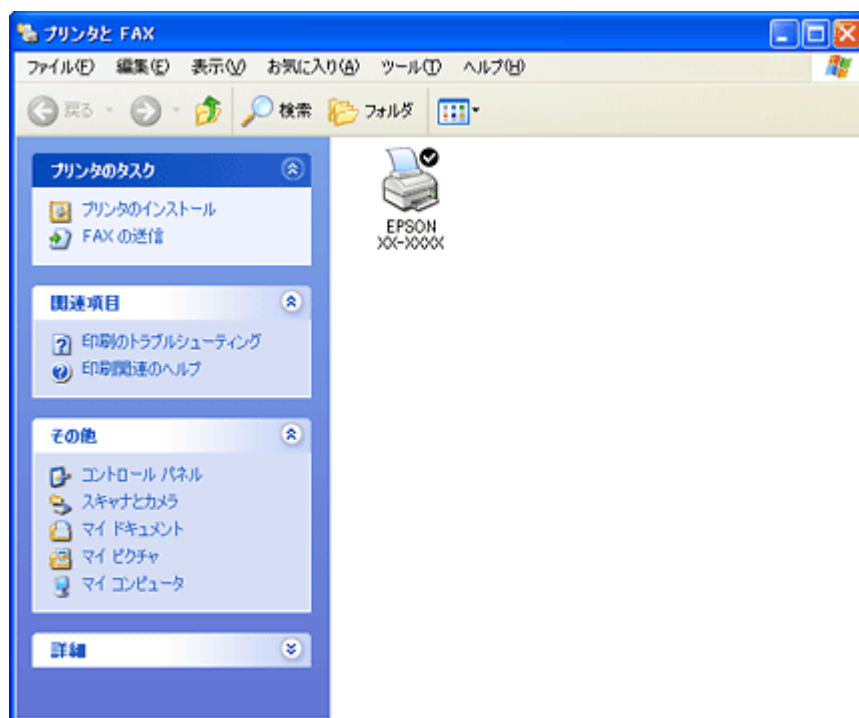 プリンタと FAX
ファイル(F) 編集(E) 表示(V) お気に入り(A) ツール(T) ヘルプ(H)
戻る 検索 フォルダ
プリンタのタスク
プリンタのインストール
FAX の送信
関連項目
印刷のトラブルシューティング
印刷関連のヘルプ
その他
コントロール パネル
スキャナとカメラ
マイ ドキュメント
マイ ピクチャ
マイ コンピュータ
詳細
EPSON
XX-XXXX